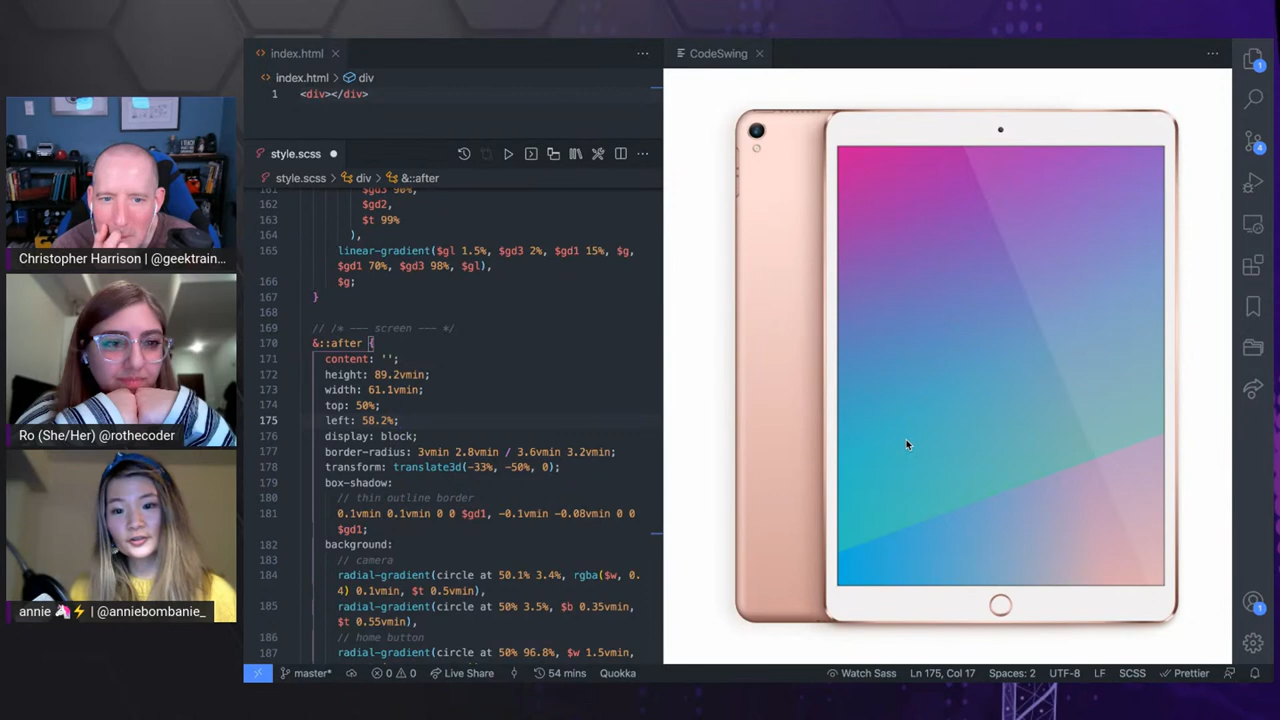 Christopher Harrison | @geektrain...
Ro (She/Her) @rothecoder
annie 🦄⚡ | @anniebombanie_
index.html
index.html > div
1 <div></div>
style.scss
style.scss > div > &::after
161 $gd3 90%,
162 $gd2,
163 $t 99%
164 ),
165 linear-gradient($gl 1.5%, $gd3 2%, $gd1 15%, $g,
$gd1 70%, $gd3 98%, $gl),
166 $g;
167 }
168
169 // /* --- screen --- */
170 &::after {
171 content: '';
172 height: 89.2vmin;
173 width: 61.1vmin;
174 top: 50%;
175 left: 58.2%;
176 display: block;
177 border-radius: 3vmin 2.8vmin / 3.6vmin 3.2vmin;
178 transform: translate3d(-33%, -50%, 0);
179 box-shadow:
180 // thin outline border
181 0.1vmin 0.1vmin 0 0 $gd1, -0.1vmin -0.08vmin 0 0
$gd1;
182 background:
183 // camera
184 radial-gradient(circle at 50.1% 3.4%, rgba($w, 0.
4) 0.1vmin, $t 0.5vmin),
185 radial-gradient(circle at 50% 3.5%, $b 0.35vmin,
$t 0.55vmin),
186 // home button
187 radial-gradient(circle at 50% 96.8%, $w 1.5vmin,
CodeSwing
1
4
1
master* 0 0 Live Share 54 mins Quokka
Watch Sass Ln 175, Col 17 Spaces: 2 UTF-8 LF SCSS Prettier